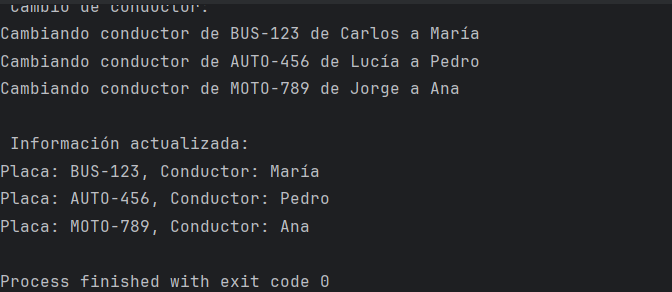 Cambio de conductor:
Cambiando conductor de BUS-123 de Carlos a María
Cambiando conductor de AUTO-456 de Lucía a Pedro
Cambiando conductor de MOTO-789 de Jorge a Ana
Información actualizada:
Placa: BUS-123, Conductor: María
Placa: AUTO-456, Conductor: Pedro
Placa: MOTO-789, Conductor: Ana
Process finished with exit code 0